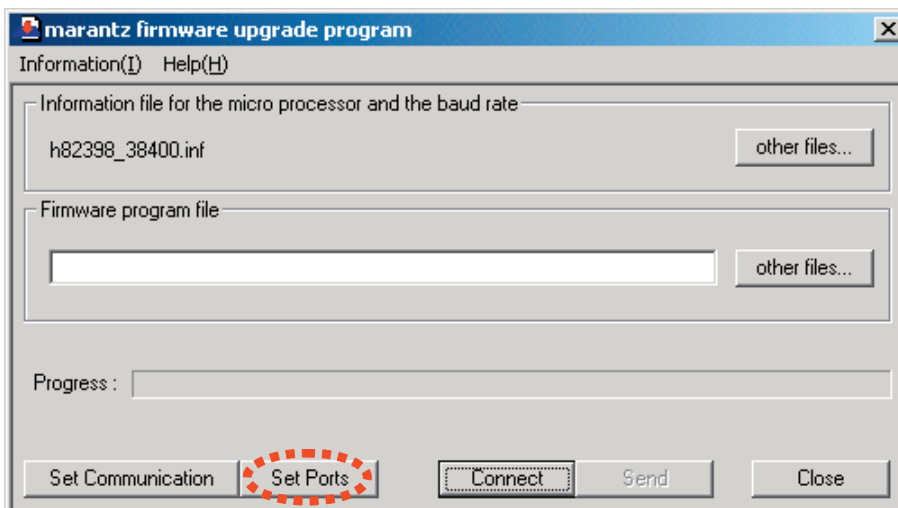 marantz firmware upgrade program
Information(I) Help(H)
Information file for the micro processor and the baud rate
h82398_38400.inf
other files...
Firmware program file
other files...
Progress :
Set Communication Set Ports Connect Send Close